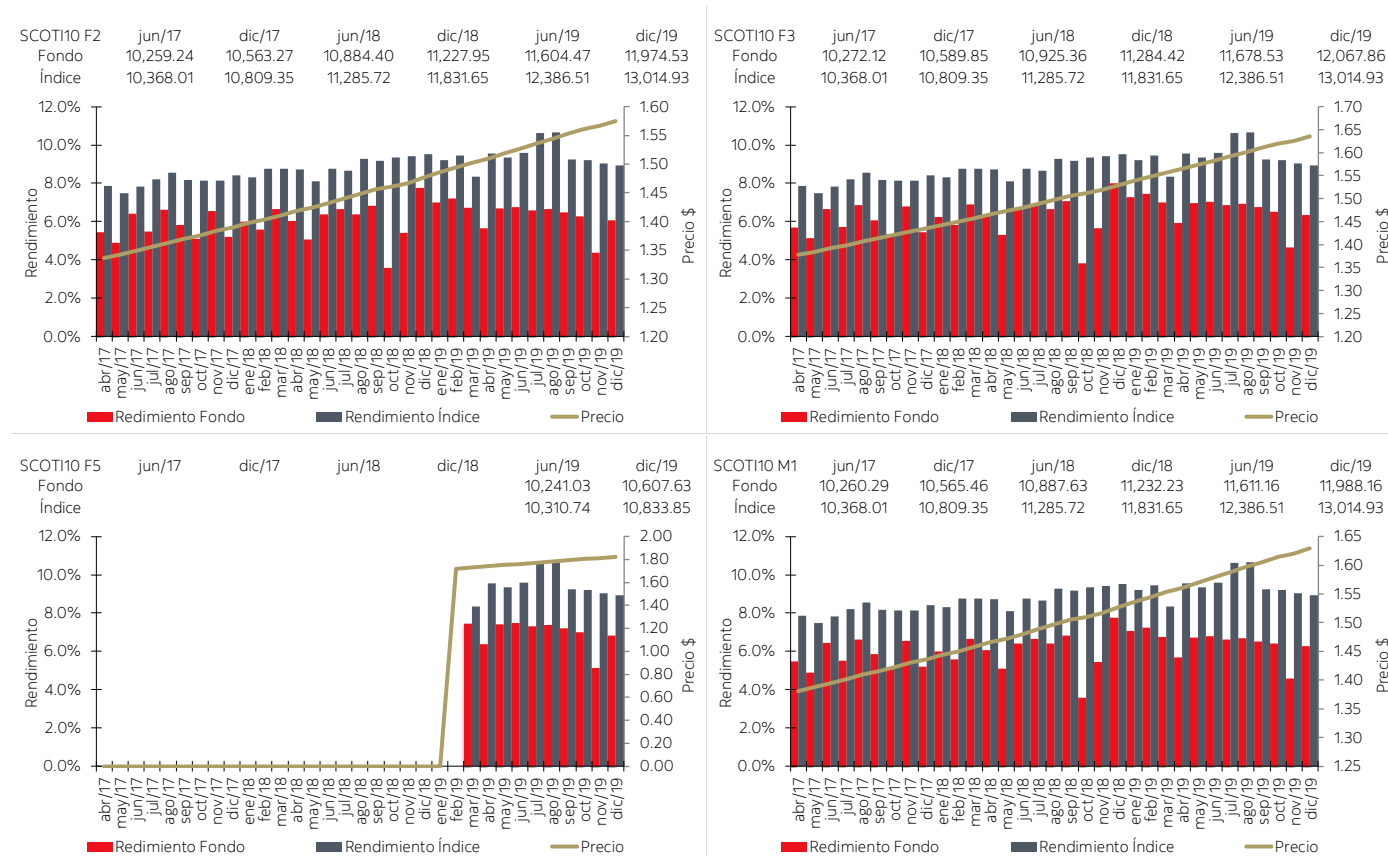 SCOTI10 F2 jun/17 dic/17 jun/18 dic/18 jun/19 dic/19
Fondo 10,259.24 10,563.27 10,884.40 11,227.95 11,604.47 11,974.53
Índice 10,368.01 10,809.35 11,285.72 11,831.65 12,386.51 13,014.93
12.0% 1.60
1.55
10.0% 1.50
8.0% 1.45
6.0% 1.40
1.35
4.0% 1.30
2.0% 1.25
0.0% 1.20
Rendimiento
Precio $
abr/17 may/17 jun/17 jul/17 ago/17 sep/17 oct/17 nov/17 dic/17 ene/18 feb/18 mar/18 abr/18 may/18 jun/18 jul/18 ago/18 sep/18 oct/18 nov/18 dic/18 ene/19 feb/19 mar/19 abr/19 may/19 jun/19 jul/19 ago/19 sep/19 oct/19 nov/19 dic/19
Redimiento Fondo Rendimiento Índice Precio
SCOTI10 F3 jun/17 dic/17 jun/18 dic/18 jun/19 dic/19
Fondo 10,272.12 10,589.85 10,925.36 11,284.42 11,678.53 12,067.86
Índice 10,368.01 10,809.35 11,285.72 11,831.65 12,386.51 13,014.93
12.0% 1.70
1.65
10.0% 1.60
1.55
8.0% 1.50
6.0% 1.45
1.40
4.0% 1.35
1.30
2.0% 1.25
0.0% 1.20
Rendimiento
Precio $
abr/17 may/17 jun/17 jul/17 ago/17 sep/17 oct/17 nov/17 dic/17 ene/18 feb/18 mar/18 abr/18 may/18 jun/18 jul/18 ago/18 sep/18 oct/18 nov/18 dic/18 ene/19 feb/19 mar/19 abr/19 may/19 jun/19 jul/19 ago/19 sep/19 oct/19 nov/19 dic/19
Redimiento Fondo Rendimiento Índice Precio
SCOTI10 F5 jun/17 dic/17 jun/18 dic/18 jun/19 dic/19
Fondo 10,241.03 10,607.63
Índice 10,310.74 10,833.85
12.0% 2.00
1.80
10.0% 1.60
8.0% 1.40
1.20
6.0% 1.00
4.0% 0.80
0.60
2.0% 0.40
0.20
0.0% 0.00
Rendimiento
Precio $
abr/17 may/17 jun/17 jul/17 ago/17 sep/17 oct/17 nov/17 dic/17 ene/18 feb/18 mar/18 abr/18 may/18 jun/18 jul/18 ago/18 sep/18 oct/18 nov/18 dic/18 ene/19 feb/19 mar/19 abr/19 may/19 jun/19 jul/19 ago/19 sep/19 oct/19 nov/19 dic/19
Redimiento Fondo Rendimiento Índice Precio
SCOTI10 M1 jun/17 dic/17 jun/18 dic/18 jun/19 dic/19
Fondo 10,260.29 10,565.46 10,887.63 11,232.23 11,611.16 11,988.16
Índice 10,368.01 10,809.35 11,285.72 11,831.65 12,386.51 13,014.93
12.0% 1.65
1.60
10.0% 1.55
8.0% 1.50
6.0% 1.45
1.40
4.0% 1.35
2.0% 1.30
0.0% 1.25
Rendimiento
Precio $
abr/17 may/17 jun/17 jul/17 ago/17 sep/17 oct/17 nov/17 dic/17 ene/18 feb/18 mar/18 abr/18 may/18 jun/18 jul/18 ago/18 sep/18 oct/18 nov/18 dic/18 ene/19 feb/19 mar/19 abr/19 may/19 jun/19 jul/19 ago/19 sep/19 oct/19 nov/19 dic/19
Redimiento Fondo Rendimiento Índice Precio